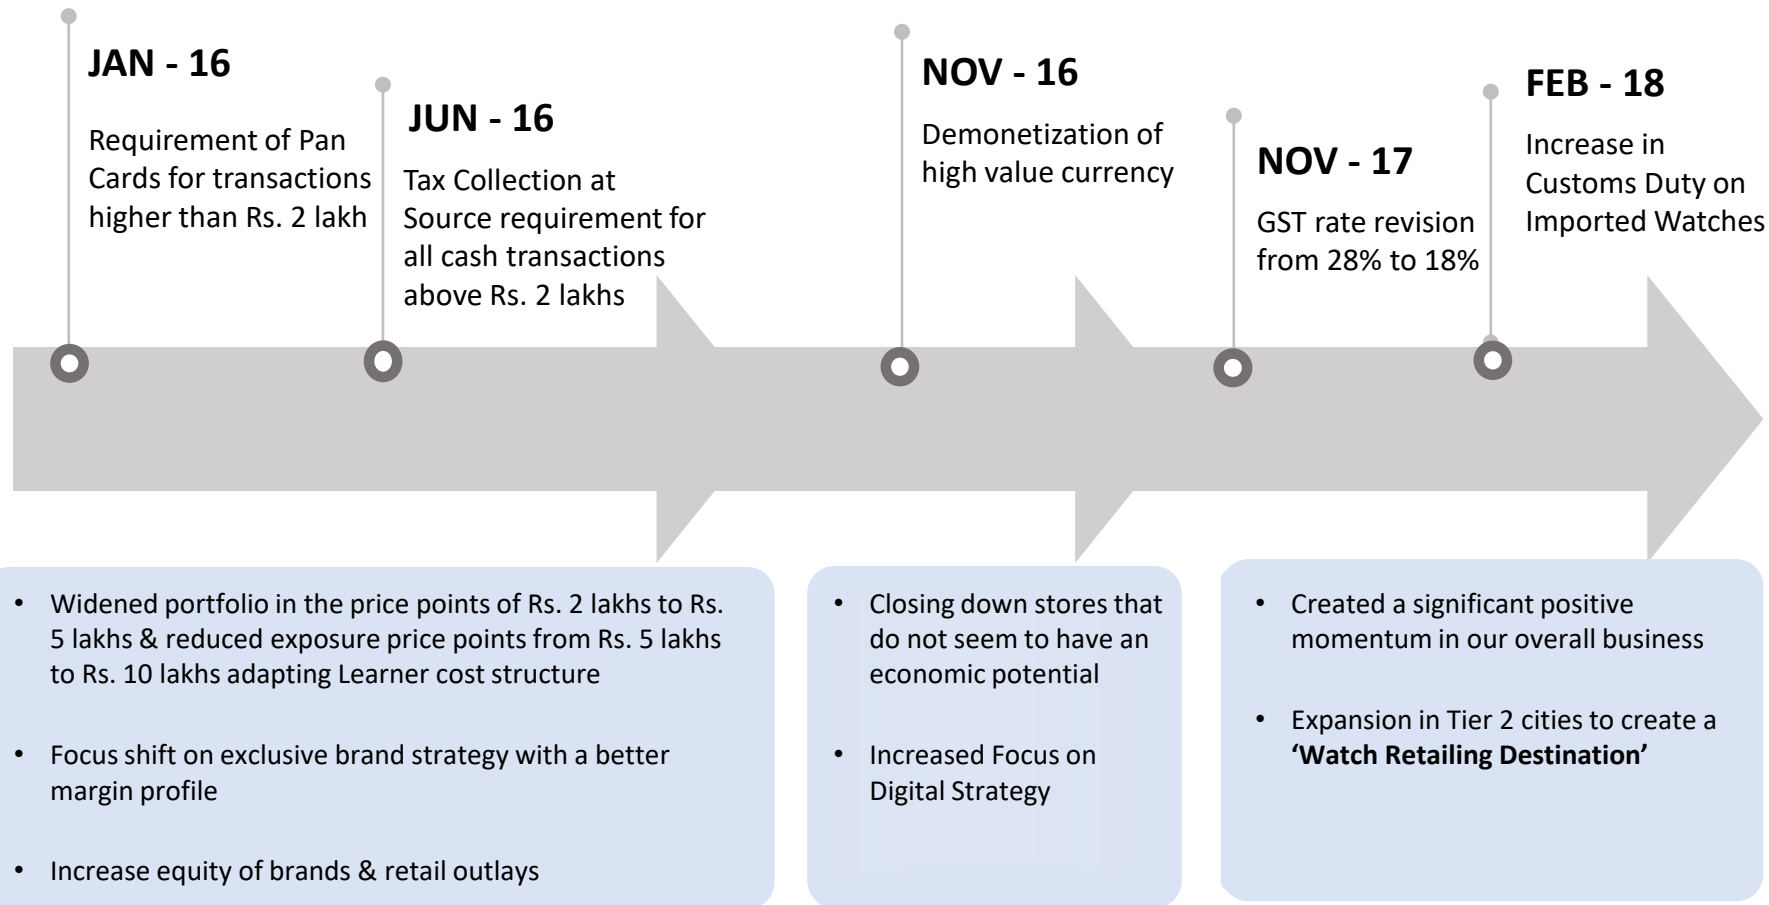 JAN - 16
Requirement of Pan
Cards for transactions
higher than Rs. 2 lakh
JUN - 16
Tax Collection at
Source requirement for
all cash transactions
above Rs. 2 lakhs
NOV - 16
Demonetization of
high value currency
NOV - 17
GST rate revision
from 28% to 18%
FEB - 18
Increase in
Customs Duty on
Imported Watches
• Widened portfolio in the price points of Rs. 2 lakhs to Rs.
5 lakhs & reduced exposure price points from Rs. 5 lakhs
to Rs. 10 lakhs adapting Learner cost structure
• Focus shift on exclusive brand strategy with a better
margin profile
• Increase equity of brands & retail outlays
• Closing down stores that
do not seem to have an
economic potential
• Increased Focus on
Digital Strategy
• Created a significant positive
momentum in our overall business
• Expansion in Tier 2 cities to create a
‘Watch Retailing Destination’